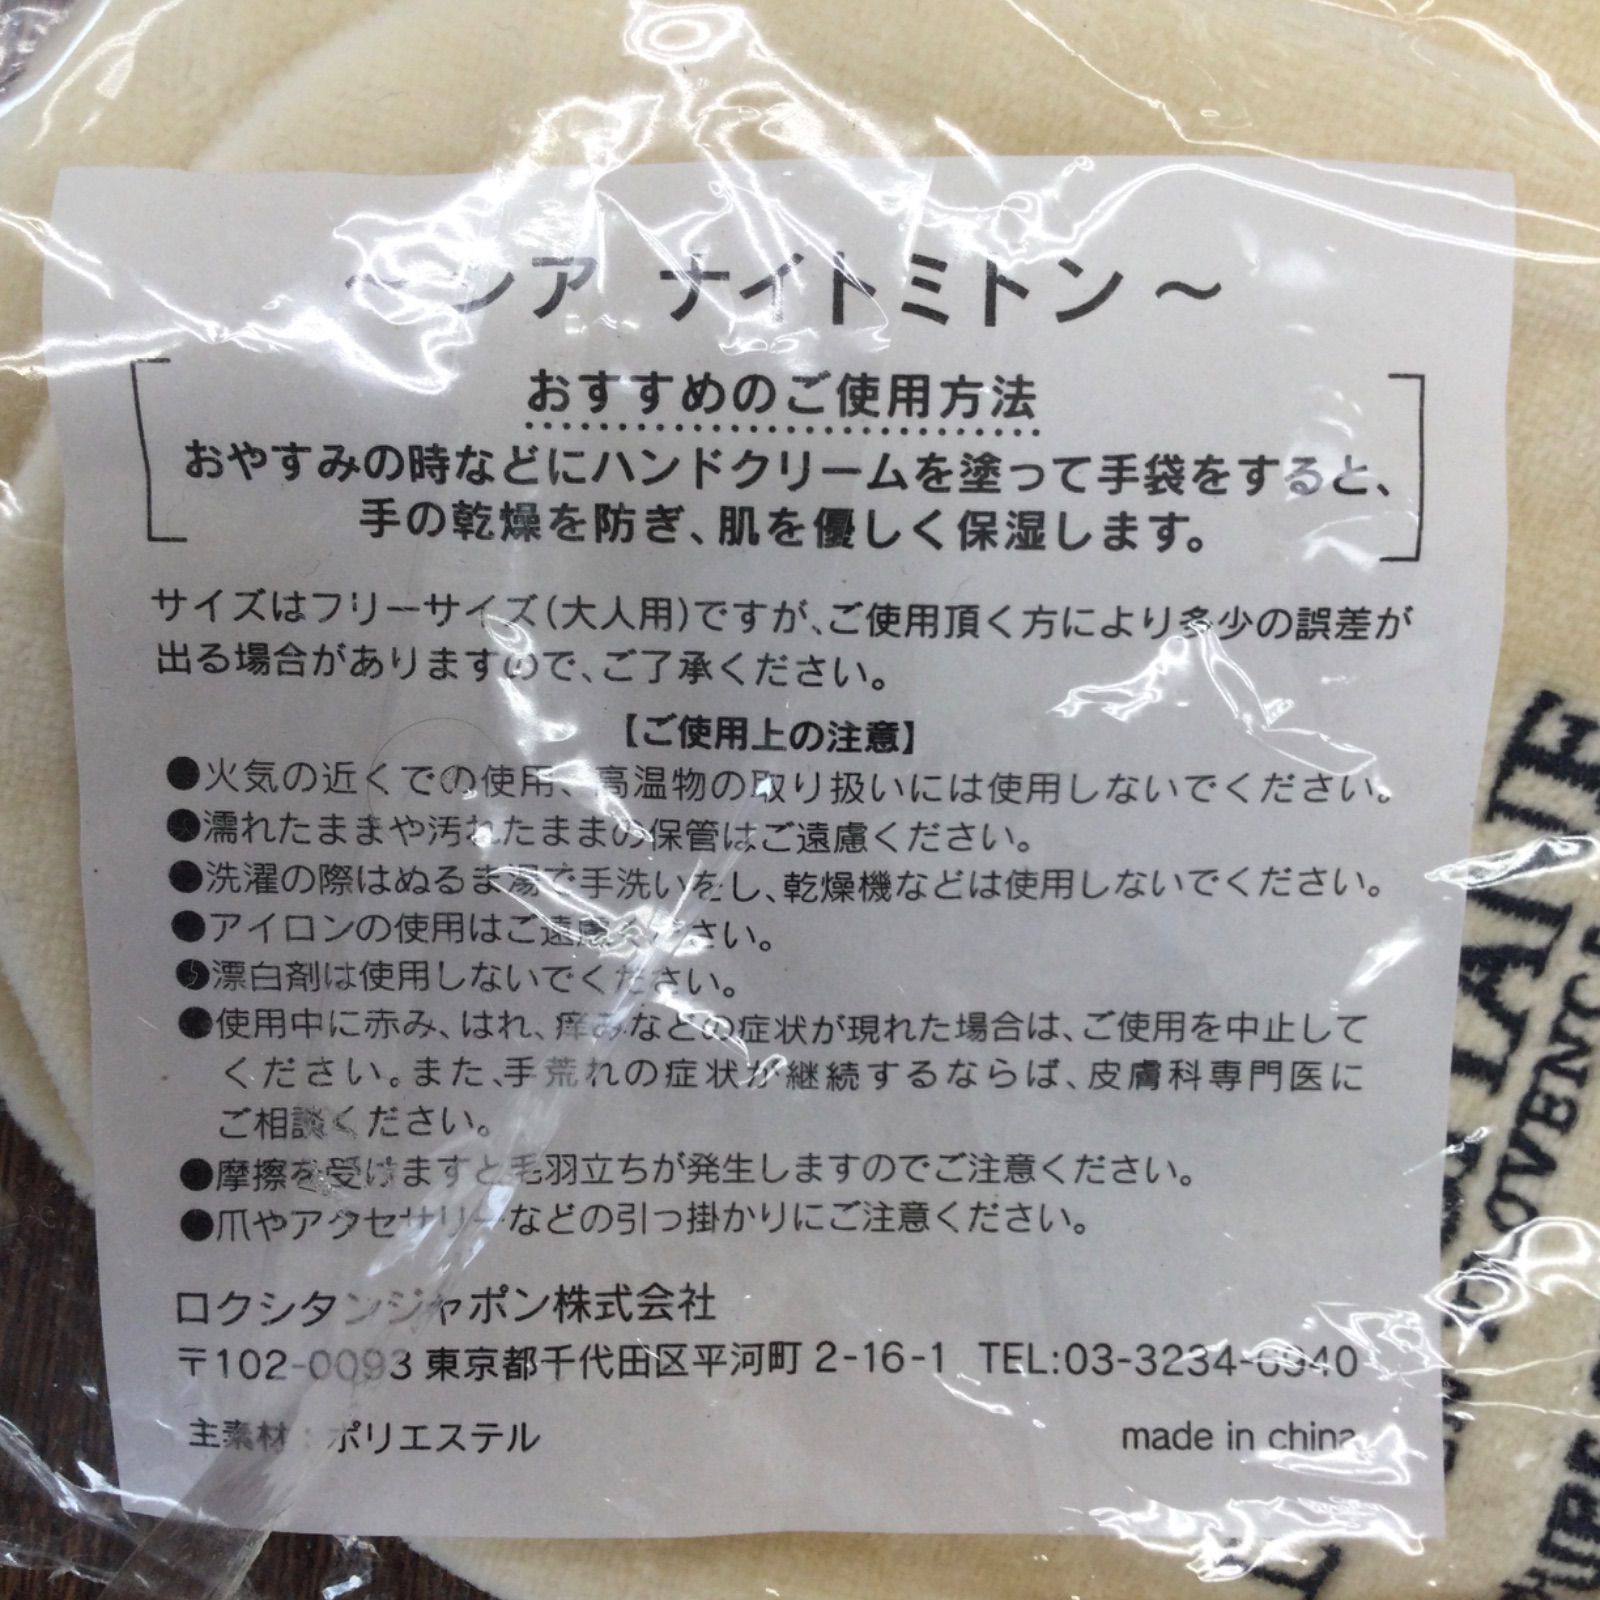 ～シア ナイトミトン～
おすすめのご使用方法
おやすみの時などにハンドクリームを塗って手袋をすると、
手の乾燥を防ぎ、肌を優しく保湿します。
サイズはフリーサイズ(大人用)ですが、ご使用頂く方により多少の誤差が
出る場合がありますので、ご了承ください。
【ご使用上の注意】
●火気の近くでの使用、高温物の取り扱いには使用しないでください。
●濡れたままや汚れたままの保管はご遠慮ください。
●洗濯の際はぬるま湯で手洗いをし、乾燥機などは使用しないでください。
●アイロンの使用はご遠慮ください。
●漂白剤は使用しないでください。
●使用中に赤み、はれ、痒みなどの症状が現れた場合は、ご使用を中止して
ください。また、手荒れの症状が継続するならば、皮膚科専門医に
ご相談ください。
●摩擦を受けますと毛羽立ちが発生しますのでご注意ください。
●爪やアクセサリーなどの引っ掛かりにご注意ください。
ロクシタンジャポン株式会社
〒102-0093 東京都千代田区平河町 2-16-1 TEL:03-3234-6940
主素材：ポリエステル
made in china